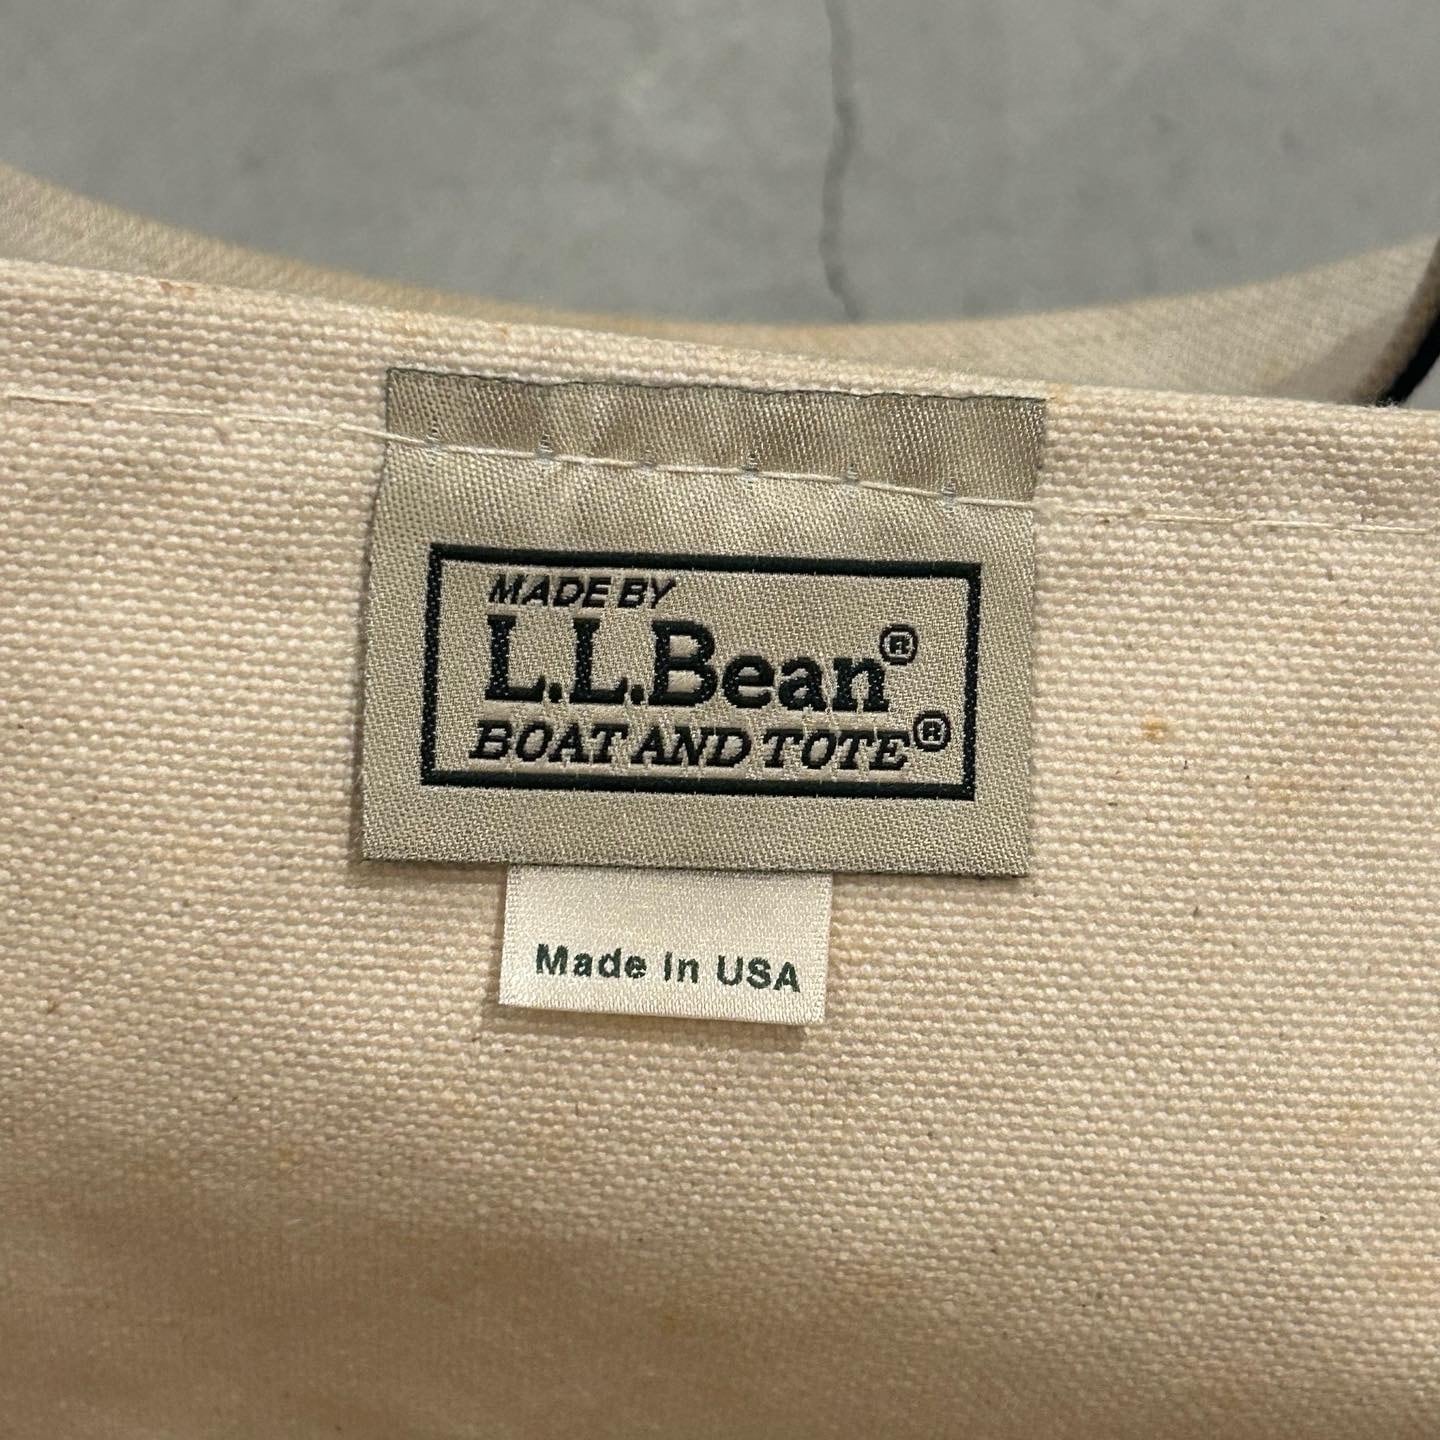 MADE BY
L.L.Bean®
BOAT AND TOTE®
Made In USA